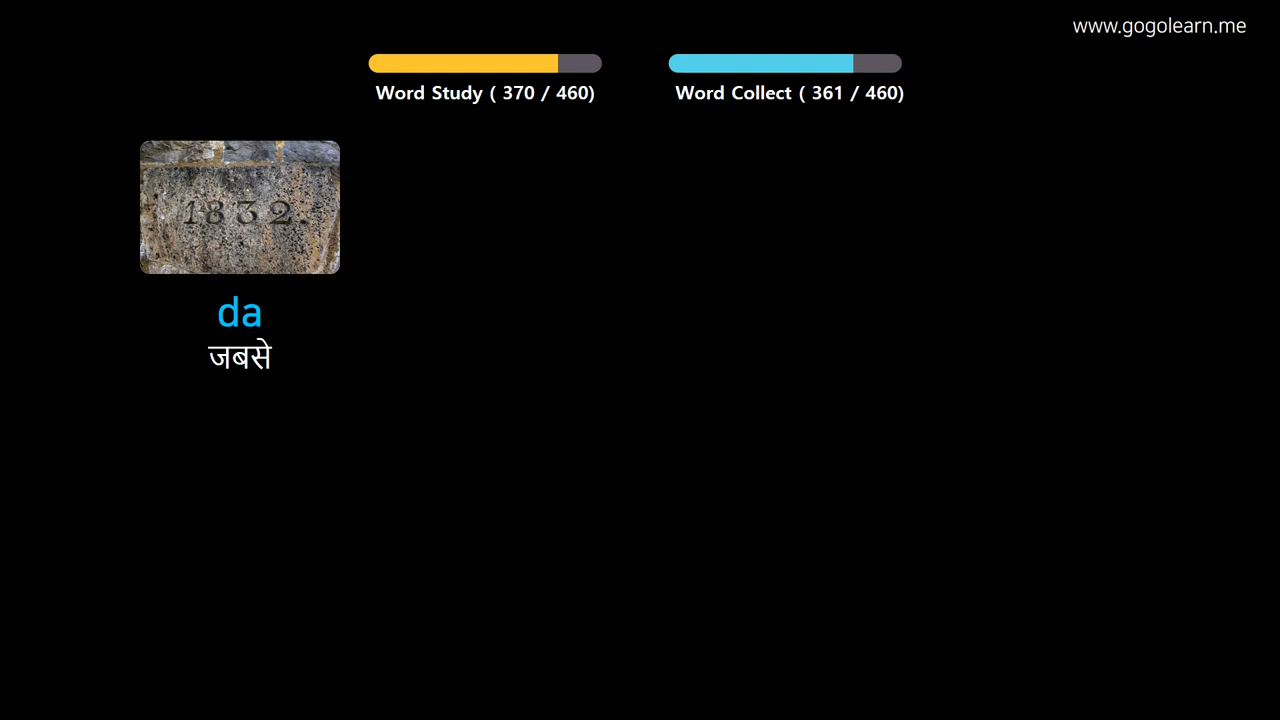 www.gogolearn.me
Word Study ( 370 / 460)
Word Collect ( 361 / 460)
1832.
da
जबसे